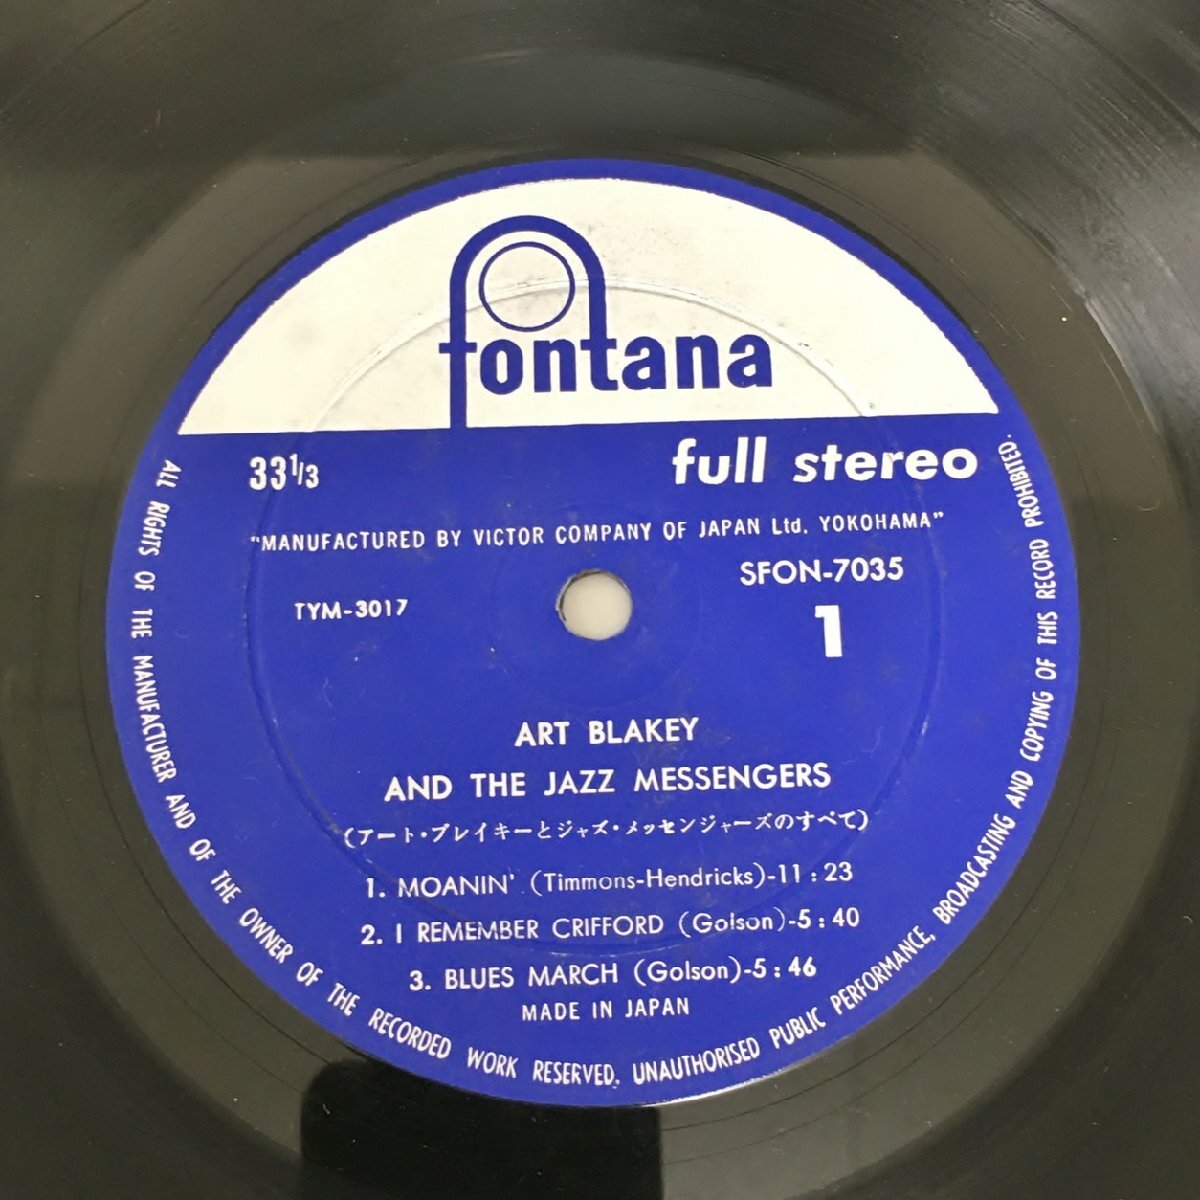 fontana
33 1/3
full stereo
"MANUFACTURED BY VICTOR COMPANY OF JAPAN Ltd. YOKOHAMA"
SFON-7035
TYM-3017
1
ART BLAKEY
AND THE JAZZ MESSENGERS
(アート・ブレイキーとジャズ・メッセンジャーズのすべて)
1. MOANIN' (Timmons-Hendricks)-11:23
2. I REMEMBER CRIFFORD (Golson)-5:40
3. BLUES MARCH (Golson)-5:46
MADE IN JAPAN
ALL RIGHTS OF THE MANUFACTURER AND OF THE OWNER OF THE RECORDED WORK RESERVED. UNAUTHORISED PUBLIC PERFORMANCE, BROADCASTING AND COPYING OF THIS RECORD PROHIBITED.